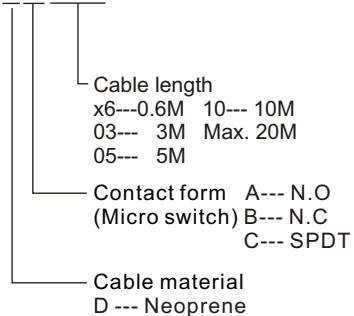 Cable length
x6---0.6M 10--- 10M
03--- 3M Max. 20M
05--- 5M
Contact form A--- N.O
(Micro switch) B--- N.C
C--- SPDT
Cable material
D --- Neoprene